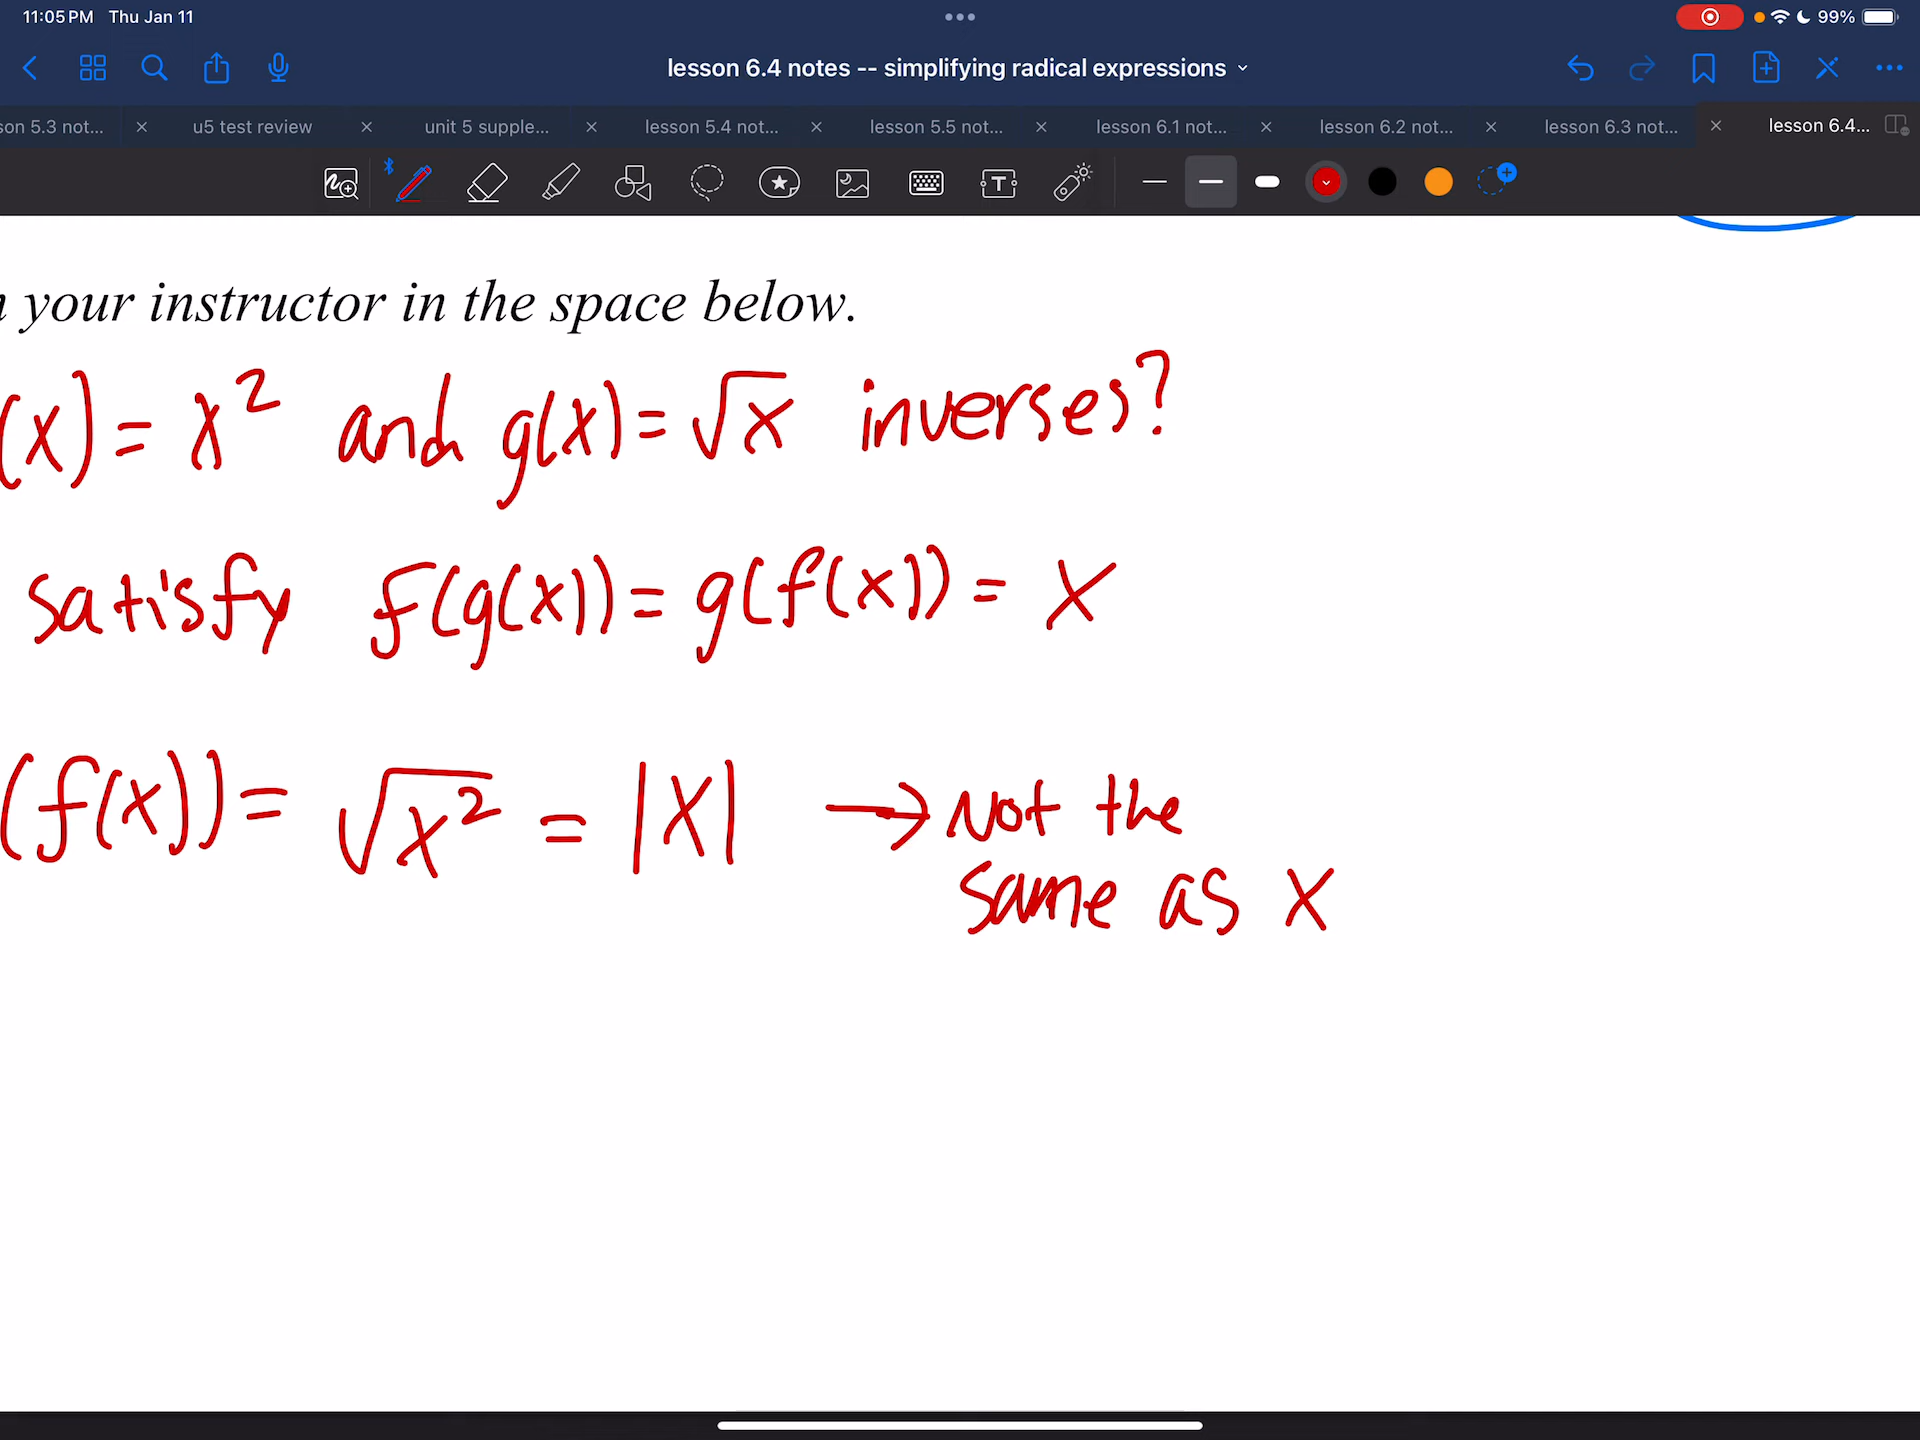 11:05 PM Thu Jan 11
99%
lesson 6.4 notes -- simplifying radical expressions
son 5.3 not...
u5 test review
unit 5 supple...
lesson 5.4 not...
lesson 5.5 not...
lesson 6.1 not...
lesson 6.2 not...
lesson 6.3 not...
lesson 6.4...
your instructor in the space below.
(x) = x² and g(x) = √x inverses?
satisfy f(g(x)) = g(f(x)) = x
(f(x)) = √x² = |x| → Not the
same as x